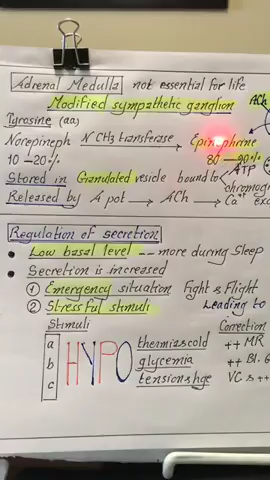 Adrenal Medulla not essential for life
Modified sympathetic ganglion ACh
Tyrosine (aa)
Norepineph N CH3 transferase Epinephrine
10 - 20% 80 - 90%
Stored in Granulated vesicle bound to ATP
chromog
Released by A pot → ACh → Ca++ exo
Regulation of secretion
• Low basal level -- more during sleep
• Secretion is increased
① Emergency situation Fight & Flight
② Stressful stimuli Leading to
Stimuli Correction
a HYPO thermia≥cold ++ MR
b glycemia ++ Bl. G
c tension≥hge VC &++